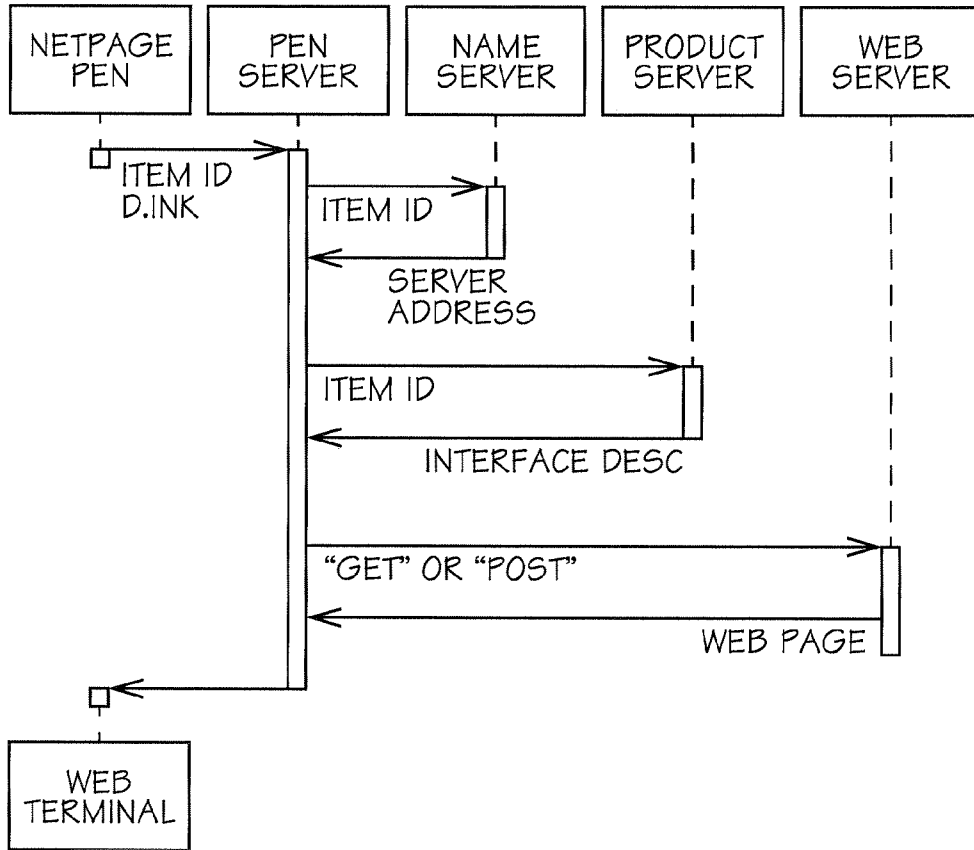 NETPAGE
PEN
PEN
SERVER
NAME
SERVER
PRODUCT
SERVER
WEB
SERVER
ITEM ID
D.INK
ITEM ID
SERVER
ADDRESS
ITEM ID
INTERFACE DESC
“GET” OR “POST”
WEB PAGE
WEB
TERMINAL